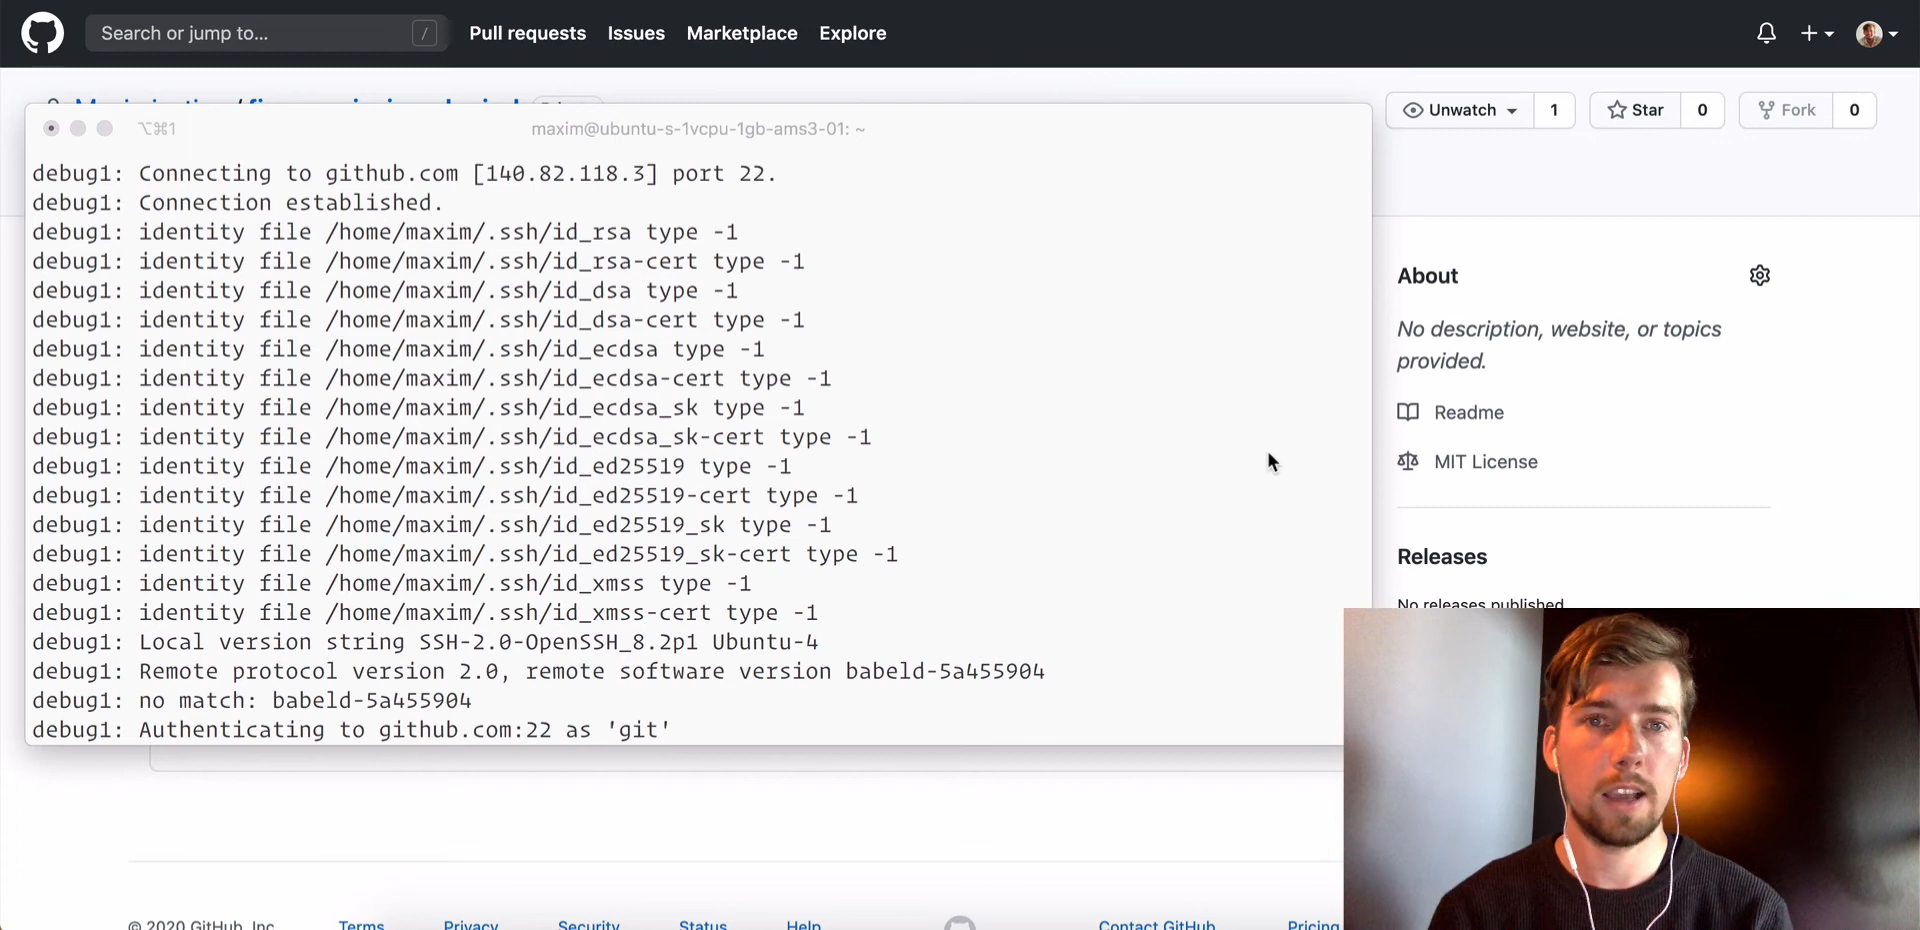 Search or jump to... /
Pull requests
Issues
Marketplace
Explore
Unwatch 1
Star 0
Fork 0
⌥⌘1
maxim@ubuntu-s-1vcpu-1gb-ams3-01: ~
debug1: Connecting to github.com [140.82.118.3] port 22.
debug1: Connection established.
debug1: identity file /home/maxim/.ssh/id_rsa type -1
debug1: identity file /home/maxim/.ssh/id_rsa-cert type -1
debug1: identity file /home/maxim/.ssh/id_dsa type -1
debug1: identity file /home/maxim/.ssh/id_dsa-cert type -1
debug1: identity file /home/maxim/.ssh/id_ecdsa type -1
debug1: identity file /home/maxim/.ssh/id_ecdsa-cert type -1
debug1: identity file /home/maxim/.ssh/id_ecdsa_sk type -1
debug1: identity file /home/maxim/.ssh/id_ecdsa_sk-cert type -1
debug1: identity file /home/maxim/.ssh/id_ed25519 type -1
debug1: identity file /home/maxim/.ssh/id_ed25519-cert type -1
debug1: identity file /home/maxim/.ssh/id_ed25519_sk type -1
debug1: identity file /home/maxim/.ssh/id_ed25519_sk-cert type -1
debug1: identity file /home/maxim/.ssh/id_xmss type -1
debug1: identity file /home/maxim/.ssh/id_xmss-cert type -1
debug1: Local version string SSH-2.0-OpenSSH_8.2p1 Ubuntu-4
debug1: Remote protocol version 2.0, remote software version babeld-5a455904
debug1: no match: babeld-5a455904
debug1: Authenticating to github.com:22 as 'git'
About
No description, website, or topics
provided.
Readme
MIT License
Releases
No releases published
© 2020 GitHub, Inc.
Terms
Privacy
Security
Status
Help
Contact GitHub
Pricing